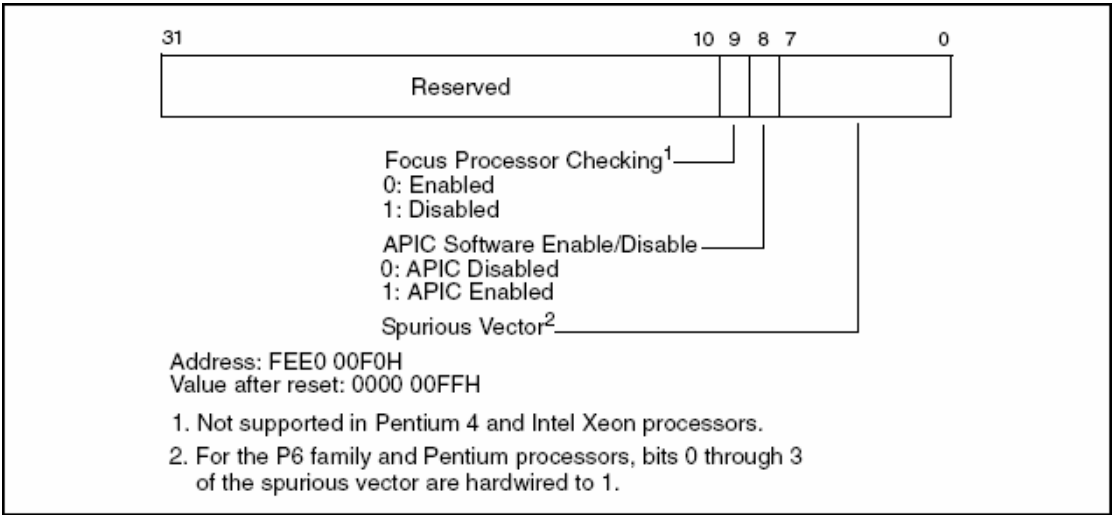 31 10 9 8 7 0
Reserved
Focus Processor Checking1
0: Enabled
1: Disabled
APIC Software Enable/Disable
0: APIC Disabled
1: APIC Enabled
Spurious Vector2
Address: FEE0 00F0H
Value after reset: 0000 00FFH
1. Not supported in Pentium 4 and Intel Xeon processors.
2. For the P6 family and Pentium processors, bits 0 through 3
of the spurious vector are hardwired to 1.